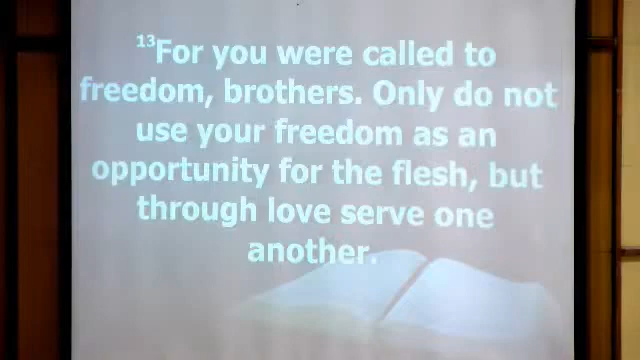 13For you were called to
freedom, brothers. Only do not
use your freedom as an
opportunity for the flesh, but
through love serve one
another.